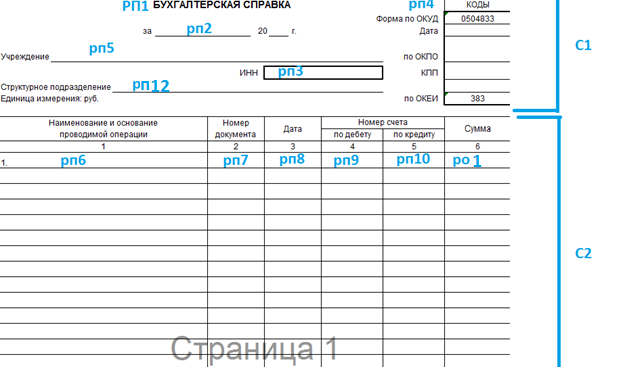 РП1 БУХГАЛТЕРСКАЯ СПРАВКА рп4 КОДЫ
Форма по ОКУД 0504833
за рп2 20 г. Дата
С1
Учреждение рп5 по ОКПО
ИНН рп3 КПП
Структурное подразделение рп12
Единица измерения: руб. по ОКЕИ 383
Наименование и основание проводимой операции Номер документа Дата Номер счета Сумма
по дебету по кредиту
1 2 3 4 5 6
1. рп6 рп7 рп8 рп9 рп10 ро 1
С2
Страница 1